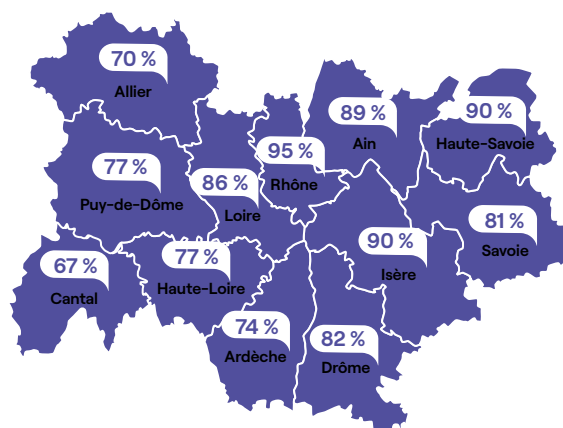 70 %
Allier
89 %
Ain
90 %
Haute-Savoie
95 %
Rhône
77 %
Puy-de-Dôme
86 %
Loire
81 %
Savoie
90 %
Isère
67 %
Cantal
77 %
Haute-Loire
74 %
Ardèche
82 %
Drôme